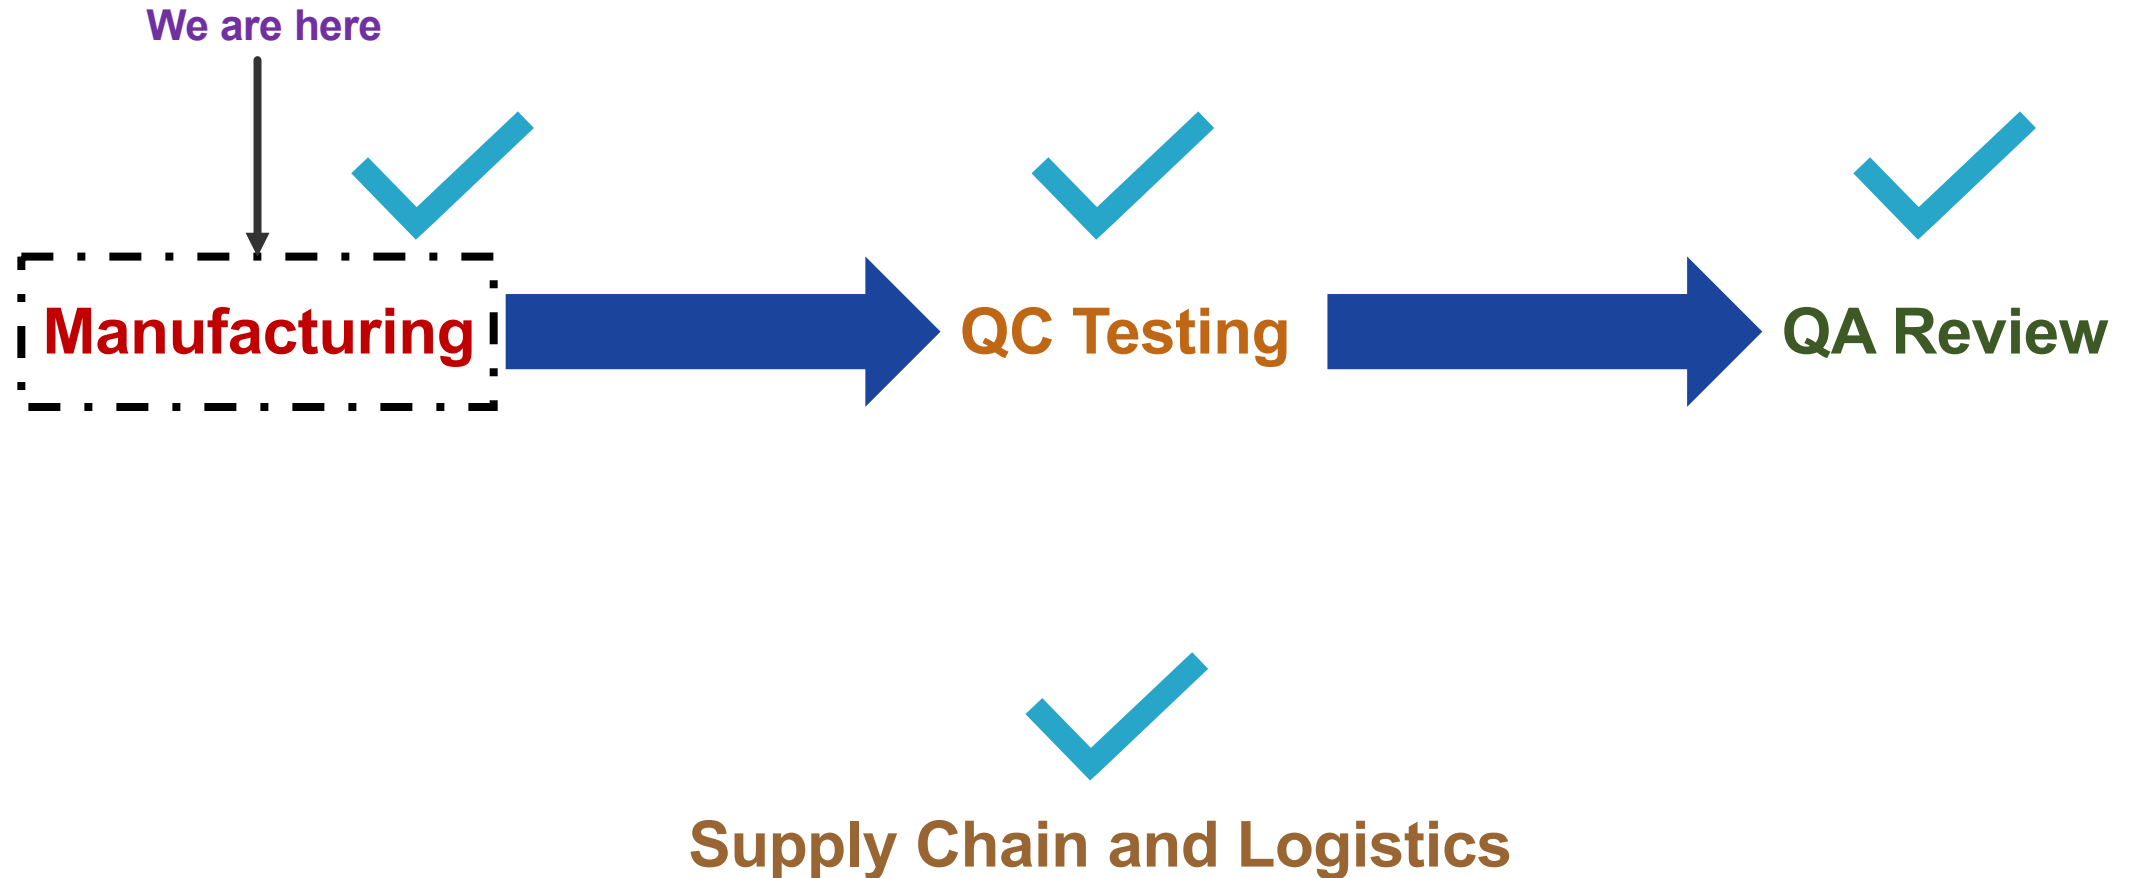 We are here
Manufacturing
QC Testing
QA Review
Supply Chain and Logistics